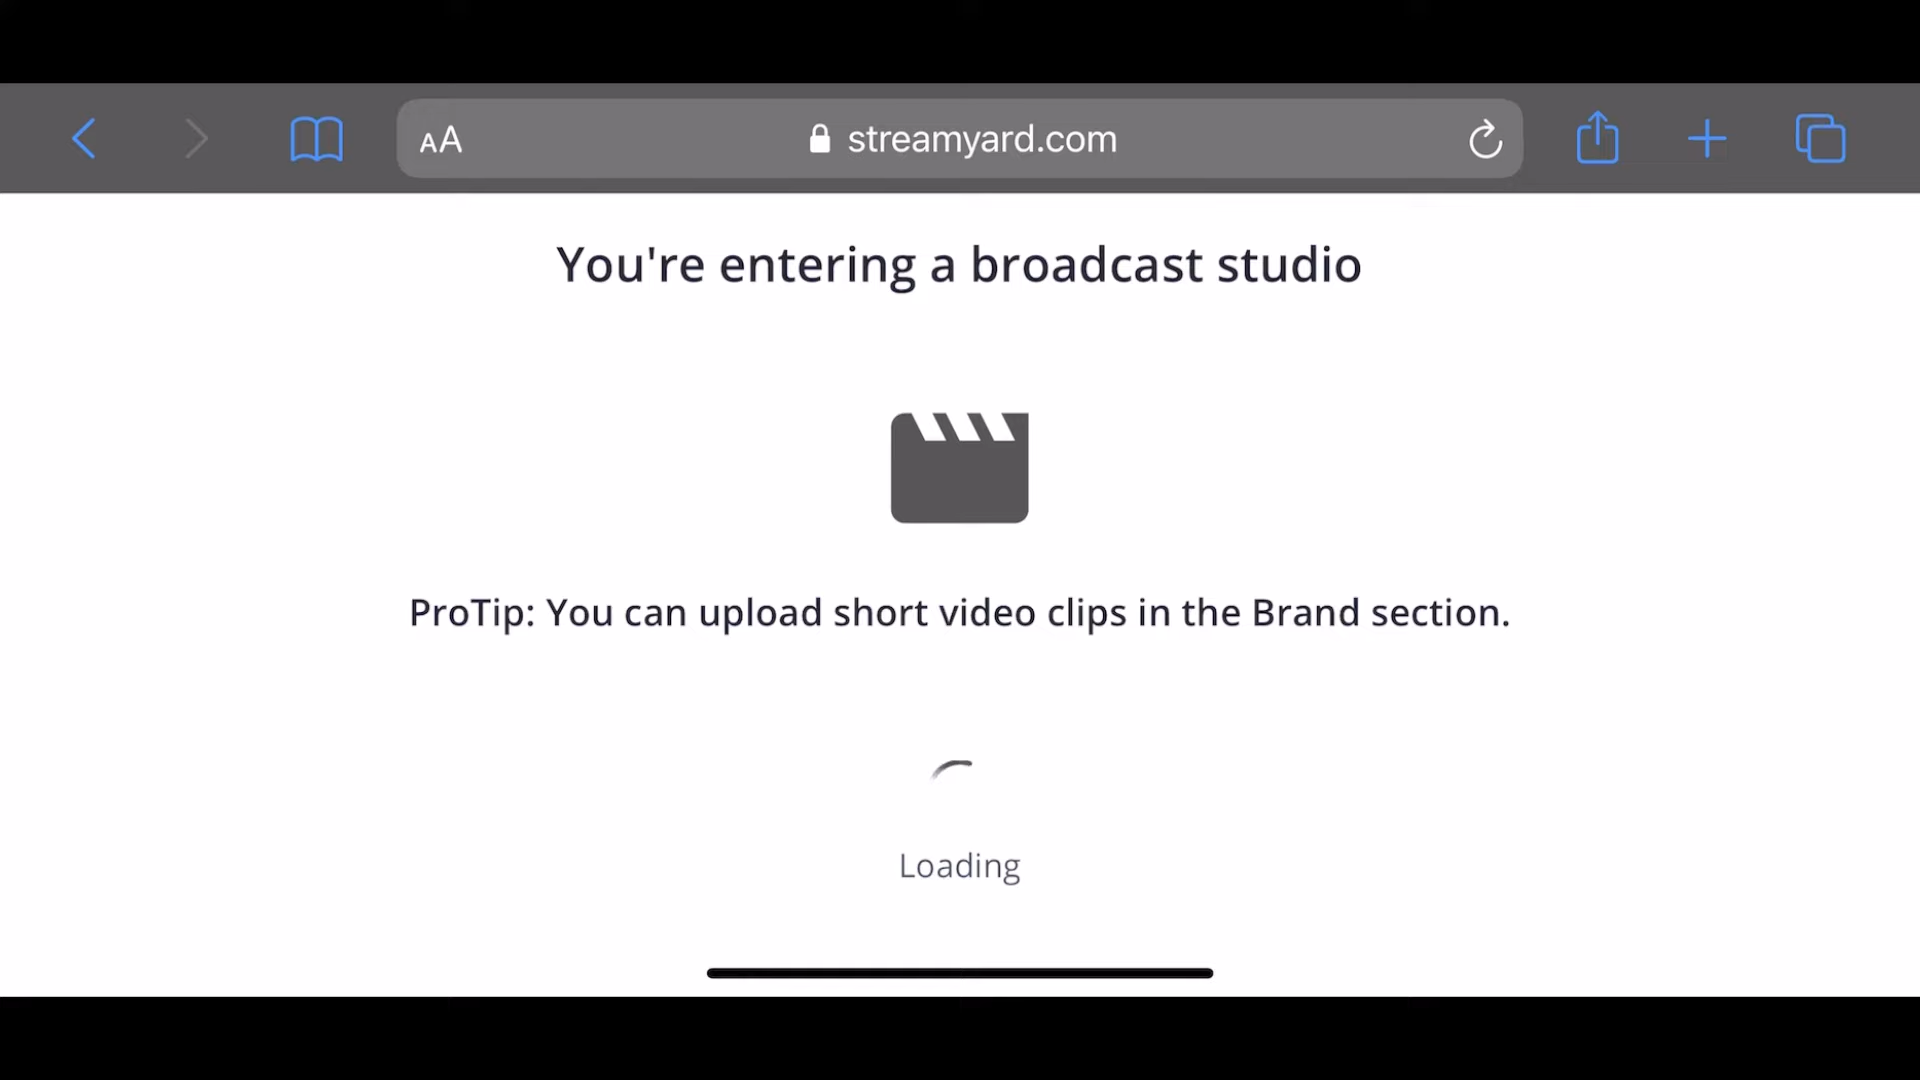 AA
streamyard.com
You're entering a broadcast studio
ProTip: You can upload short video clips in the Brand section.
Loading